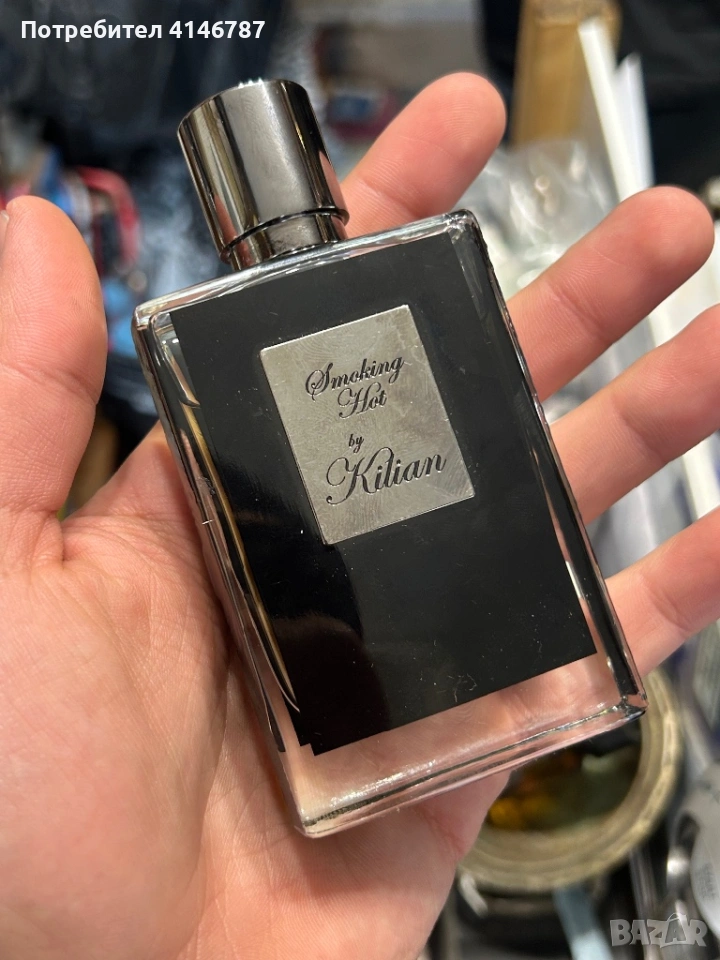 Потребител 4146787
Smoking
Hot
by
Kilian
BAZAR